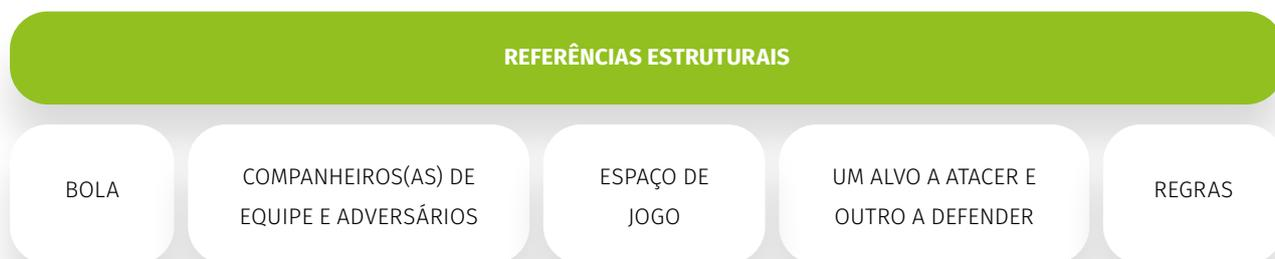 REFERÊNCIAS ESTRUTURAIS
BOLA
COMPANHEIROS(AS) DE
EQUIPE E ADVERSÁRIOS
ESPAÇO DE
JOGO
UM ALVO A ATACER E
OUTRO A DEFENDER
REGRAS